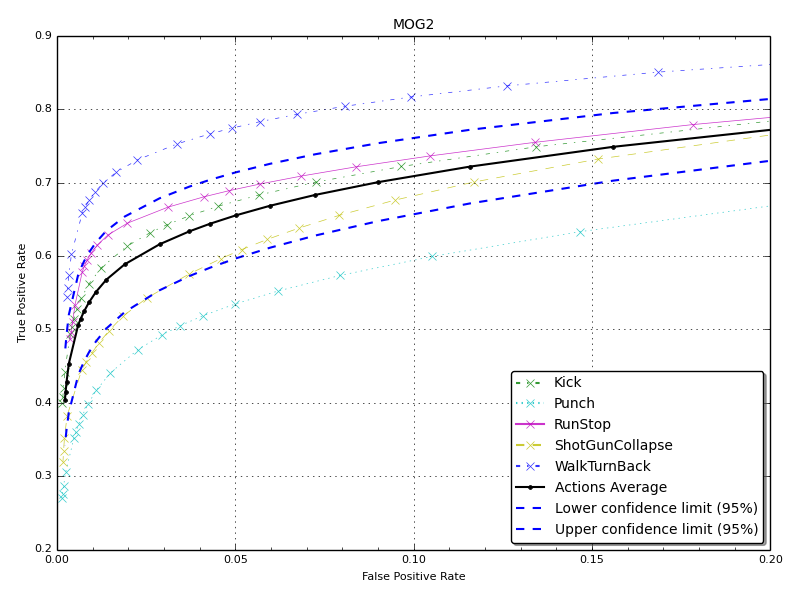 MOG2
0.9
0.8
0.7
0.6
0.5
0.4
0.3
0.2
True Positive Rate
Kick
Punch
RunStop
ShotGunCollapse
WalkTurnBack
Actions Average
Lower confidence limit (95%)
Upper confidence limit (95%)
0.00 0.05 0.10 0.15 0.20
False Positive Rate